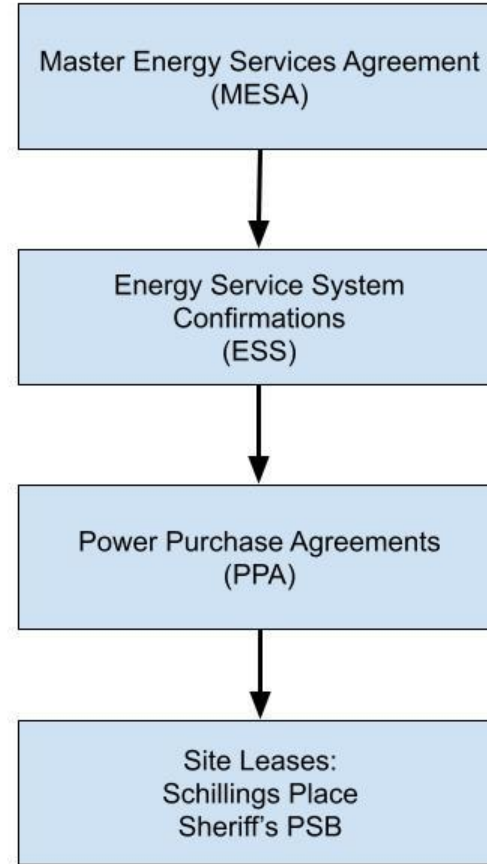 Master Energy Services Agreement
(MESA)
Energy Service System
Confirmations
(ESS)
Power Purchase Agreements
(PPA)
Site Leases:
Schillings Place
Sheriff's PSB